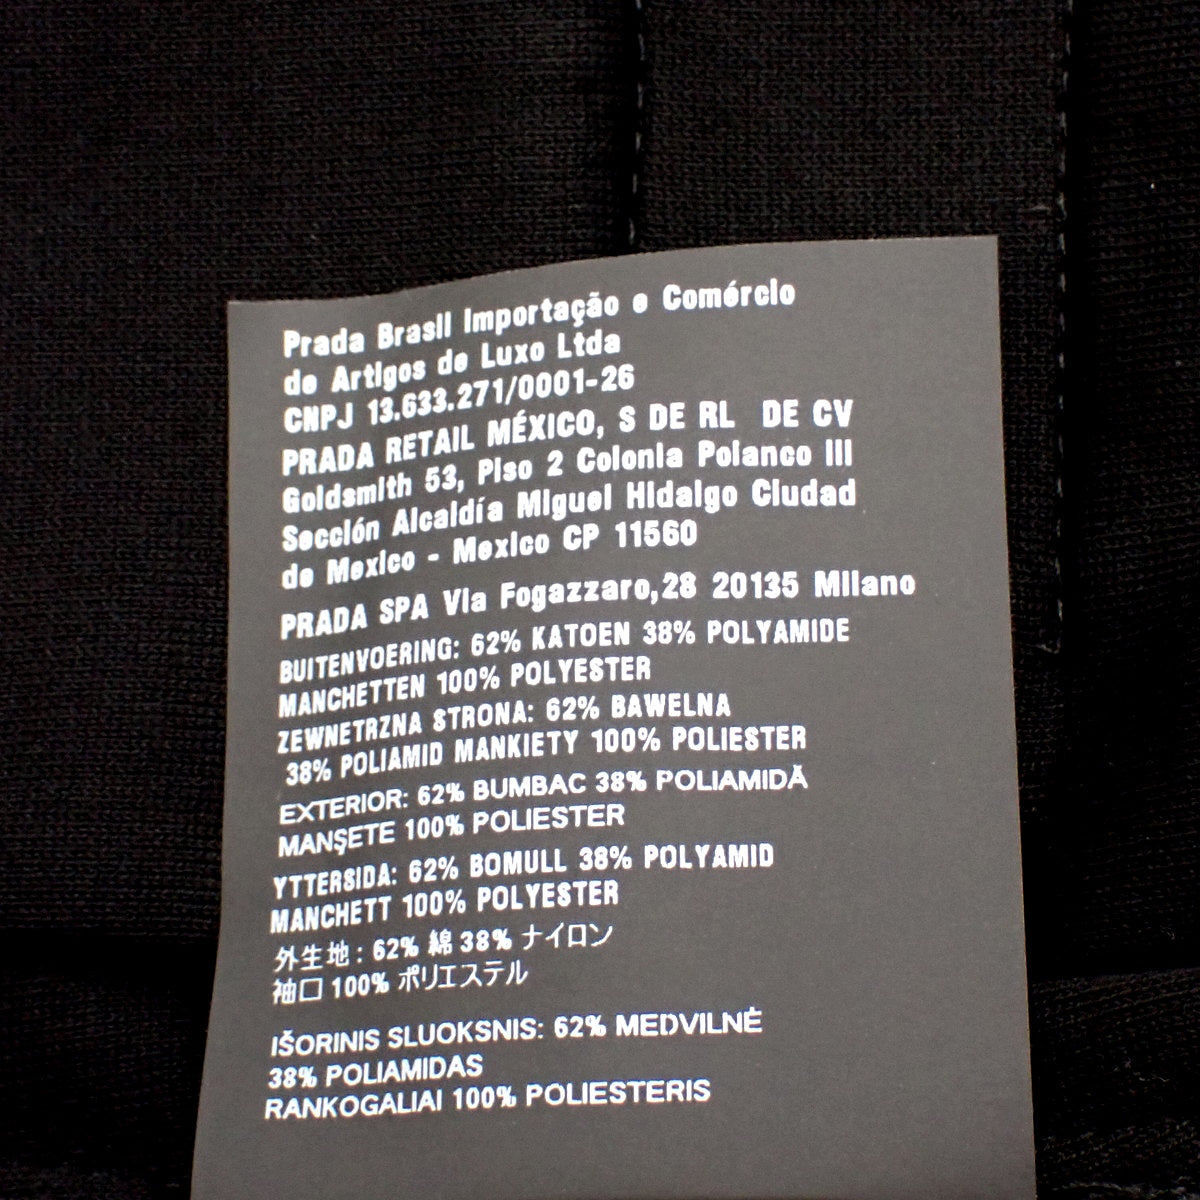 Prada Brasil Importação e Comércio
de Artigos de Luxo Ltda
CNPJ 13.633.271/0001-26
PRADA RETAIL MÉXICO, S DE RL DE CV
Goldsmith 53, Piso 2 Colonia Polanco III
Sección Alcaldía Miguel Hidalgo Ciudad
de Mexico - Mexico CP 11560
PRADA SPA Via Fogazzaro,28 20135 Milano
BUITENVOERING: 62% KATOEN 38% POLYAMIDE
MANCHETTEN 100% POLYESTER
ZEWNETRZNA STRONA: 62% BAWELNA
38% POLIAMID MANKIETY 100% POLIESTER
EXTERIOR: 62% BUMBAC 38% POLIAMIDĂ
MANŞETE 100% POLIESTER
YTTERSIDA: 62% BOMULL 38% POLYAMID
MANCHETT 100% POLYESTER
外生地 : 62% 綿 38% ナイロン
袖口 100% ポリエステル
IŠORINIS SLUOKSNIS: 62% MEDVILNĖ
38% POLIAMIDAS
RANKOGALIAI 100% POLIESTERIS